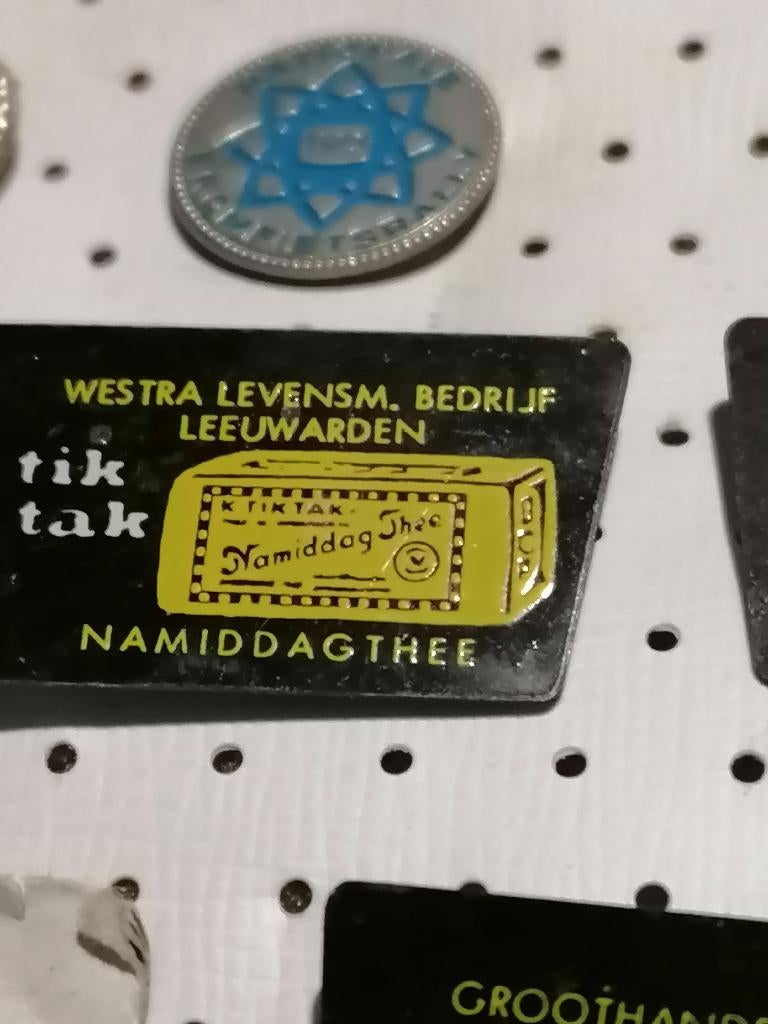 WESTRA LEVENSM. BEDRIJF
LEEUWARDEN
tik
tak
K TIKTAK
Namiddag Thee
NAMIDDAGTHEE
GROOTHAND